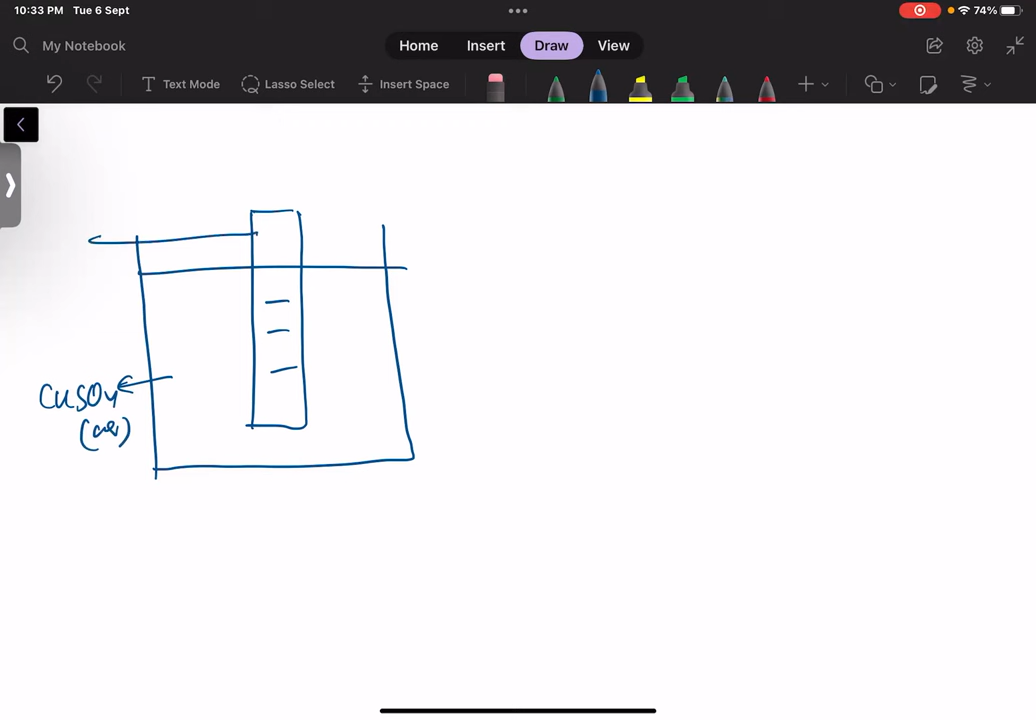 10:33 PM Tue 6 Sept
74%
My Notebook
Home Insert Draw View
Text Mode Lasso Select Insert Space
CuSO4